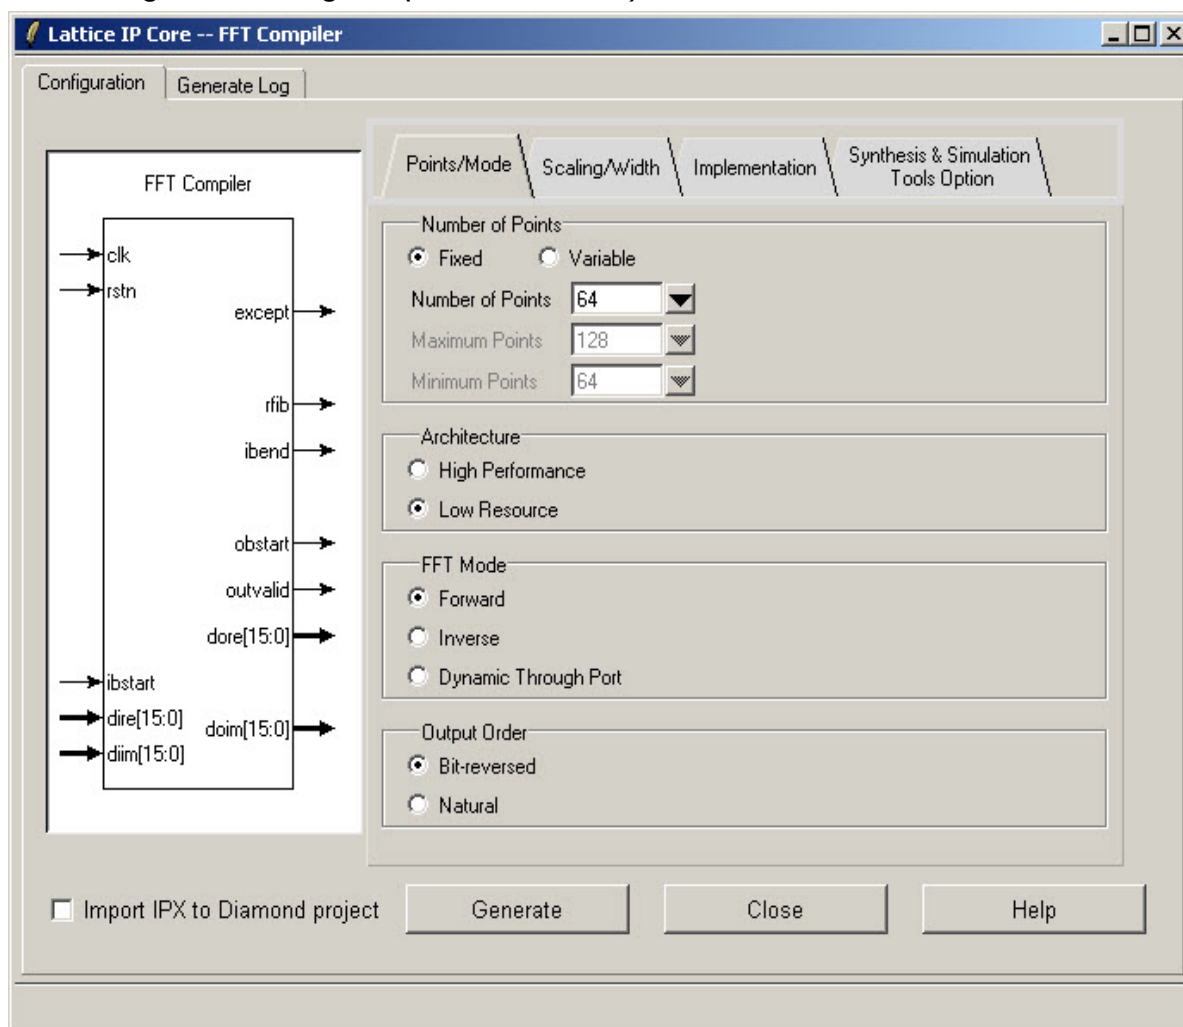 Lattice IP Core -- FFT Compiler
Configuration
Generate Log
FFT Compiler
clk
rstn
except
rfib
ibend
obstart
outvalid
dore[15:0]
ibstart
dire[15:0]
doim[15:0]
diim[15:0]
Points/Mode
Scaling/Width
Implementation
Synthesis & Simulation
Tools Option
Number of Points
Fixed
Variable
Number of Points 64
Maximum Points 128
Minimum Points 64
Architecture
High Performance
Low Resource
FFT Mode
Forward
Inverse
Dynamic Through Port
Output Order
Bit-reversed
Natural
Import IPX to Diamond project
Generate
Close
Help